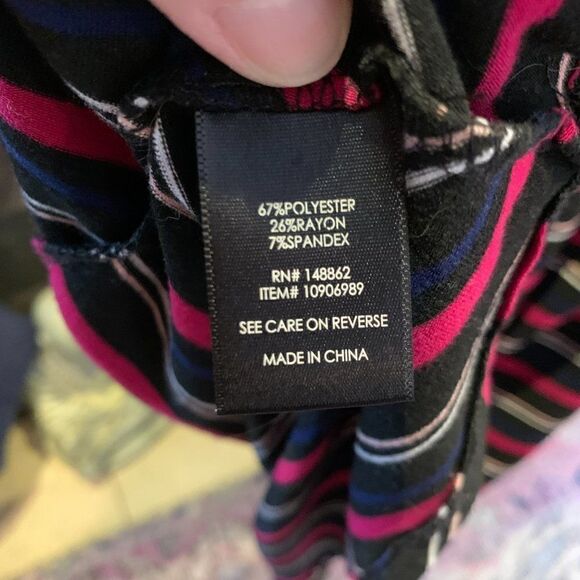 67%POLYESTER
26%RAYON
7%SPANDEX
RN# 148862
ITEM# 10906989
SEE CARE ON REVERSE
MADE IN CHINA